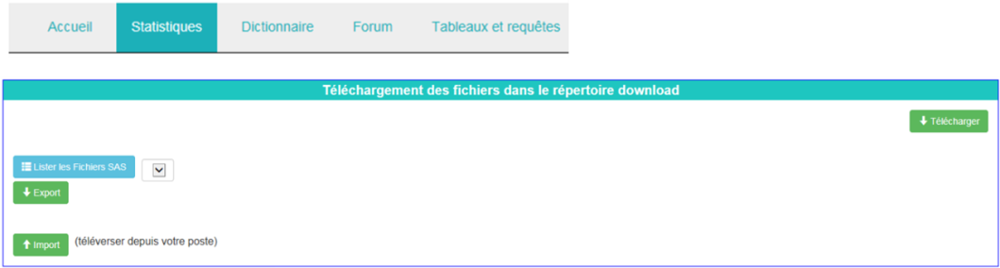 Accueil Statistiques Dictionnaire Forum Tableaux et requêtes
Téléchargement des fichiers dans le répertoire download
Télécharger
Lister les Fichiers SAS
Export
Import (téléverser depuis votre poste)